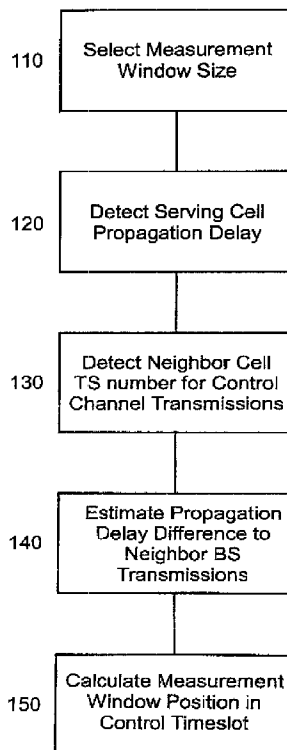 110
Select Measurement
Window Size
120
Detect Serving Cell
Propagation Delay
130
Detect Neighbor Cell
TS number for Control
Channel Transmissions
140
Estimate Propagation
Delay Difference to
Neighbor BS
Transmissions
150
Calculate Measurement
Window Position in
Control Timeslot